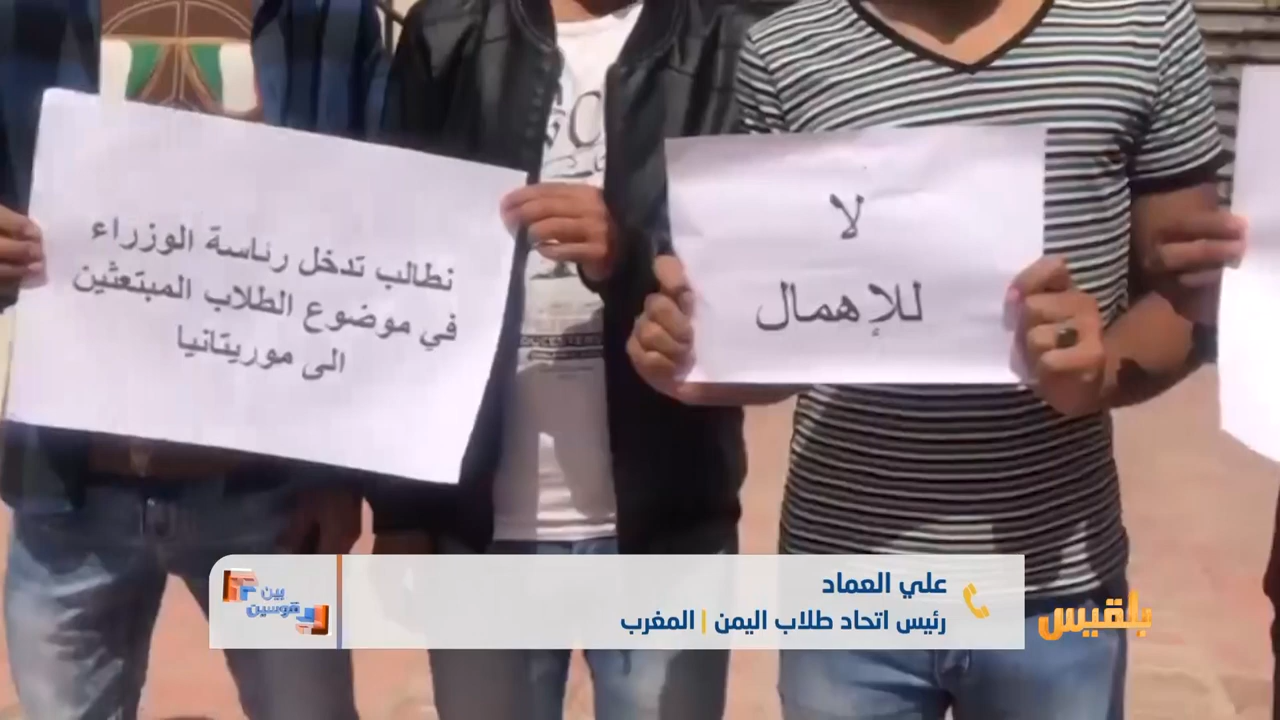 نطالب تدخل رئاسة الوزراء
في موضوع الطلاب المبتعثين
الى موريتانيا
لا
للإهمال
علي العماد
رئيس اتحاد طلاب اليمن | المغرب
بين
قوسين
بلقيس